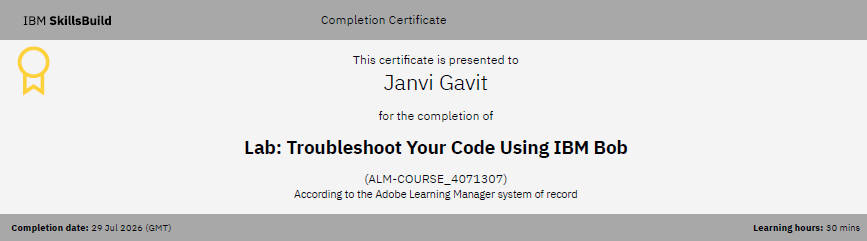 IBM SkillsBuild
Completion Certificate
This certificate is presented to
Janvi Gavit
for the completion of
Lab: Troubleshoot Your Code Using IBM Bob
(ALM-COURSE_4071307)
According to the Adobe Learning Manager system of record
Completion date: 29 Jul 2026 (GMT)
Learning hours: 30 mins